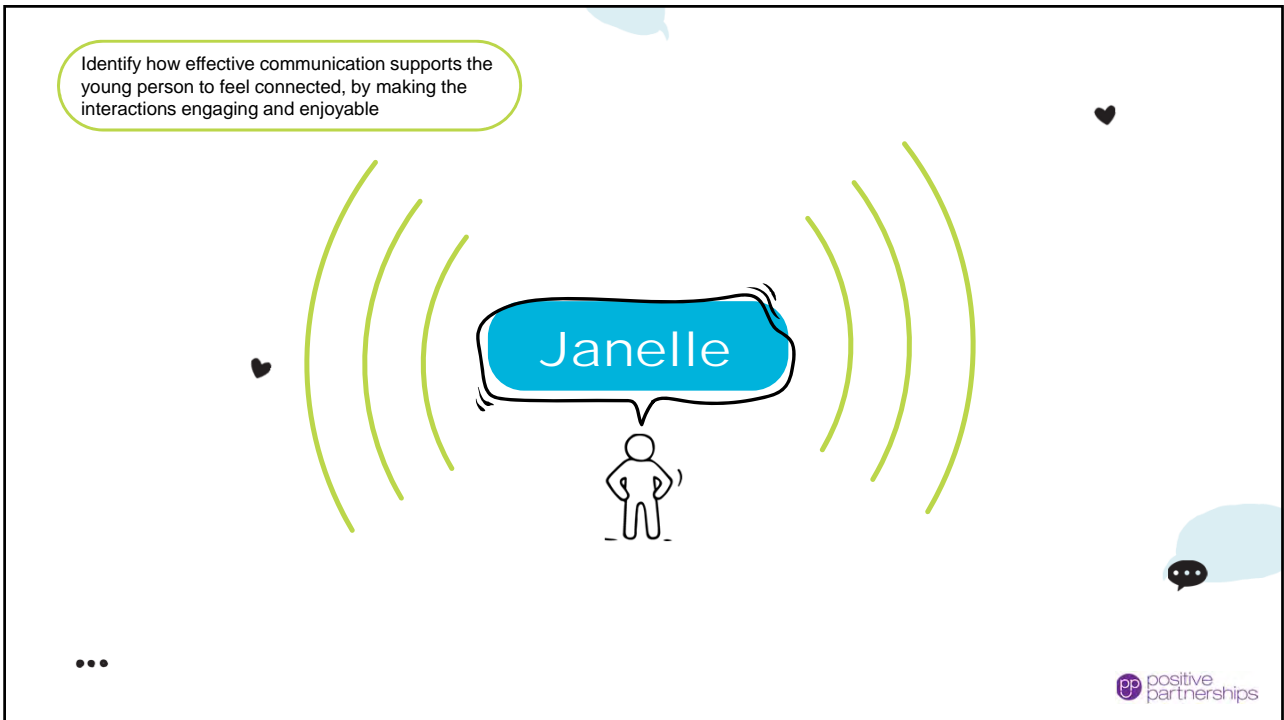 Identify how effective communication supports the
young person to feel connected, by making the
interactions engaging and enjoyable
Janelle
pp positive
partnerships